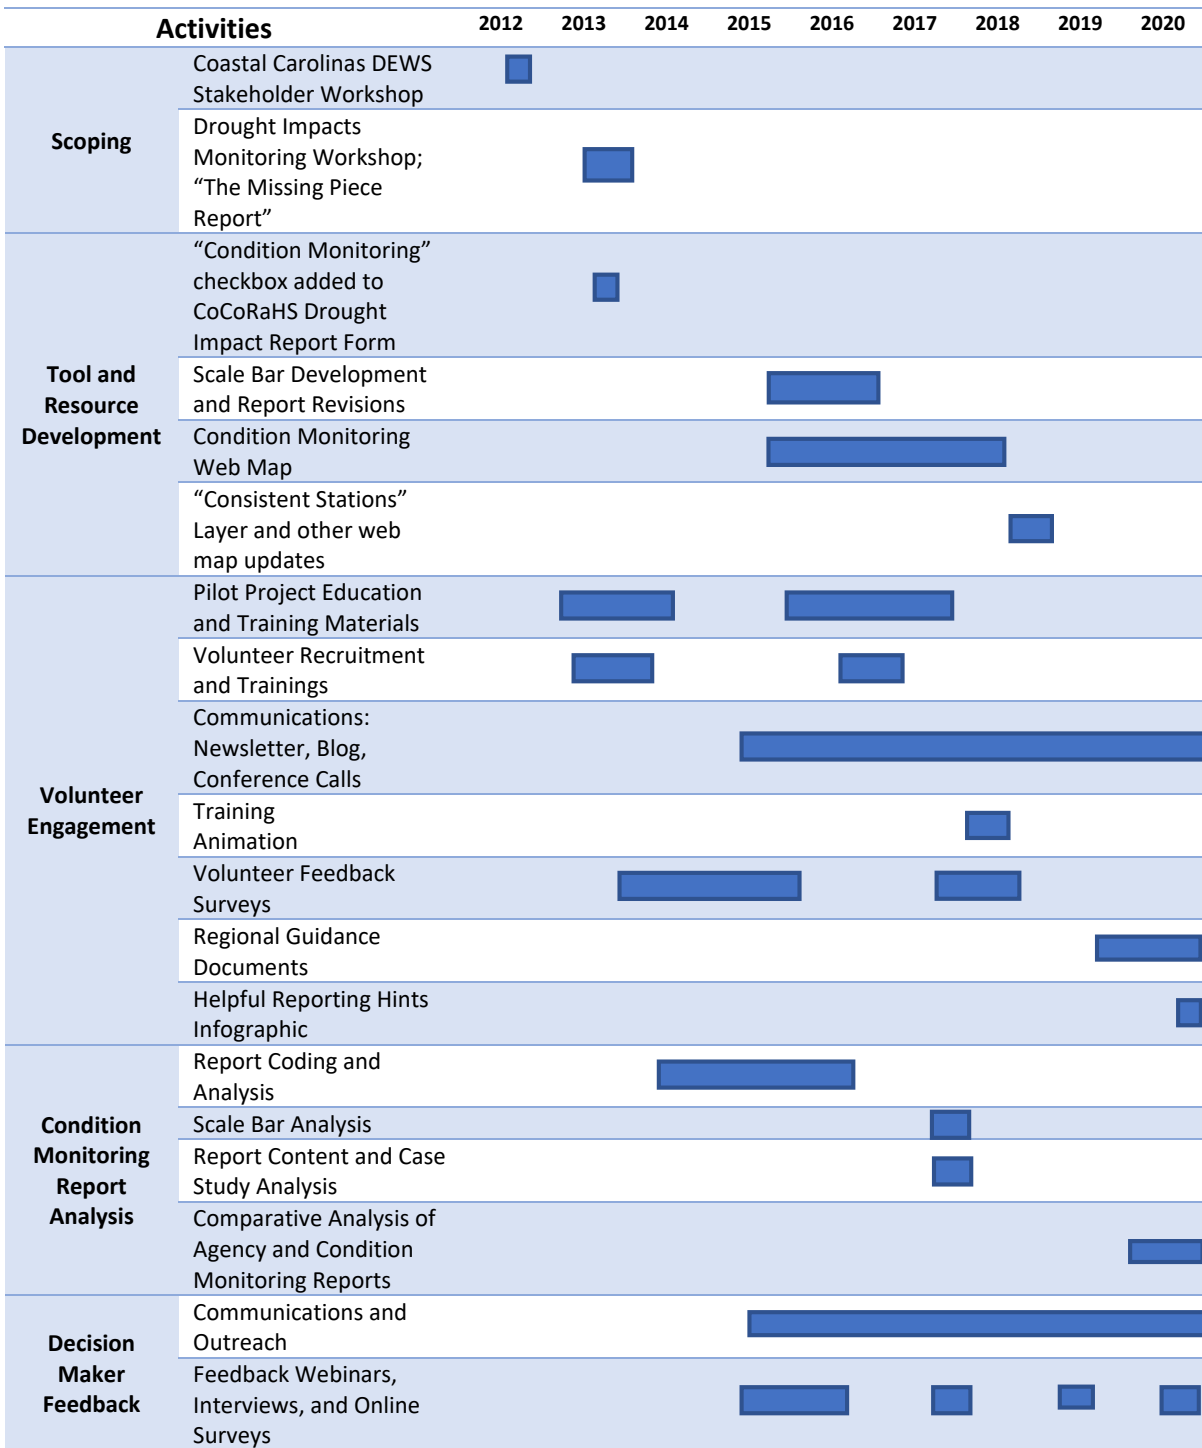 Activities 2012 2013 2014 2015 2016 2017 2018 2019 2020
Scoping
Coastal Carolinas DEWS
Stakeholder Workshop
Drought Impacts
Monitoring Workshop;
“The Missing Piece
Report”
Tool and
Resource
Development
“Condition Monitoring”
checkbox added to
CoCoRaHS Drought
Impact Report Form
Scale Bar Development
and Report Revisions
Condition Monitoring
Web Map
“Consistent Stations”
Layer and other web
map updates
Volunteer
Engagement
Pilot Project Education
and Training Materials
Volunteer Recruitment
and Trainings
Communications:
Newsletter, Blog,
Conference Calls
Training
Animation
Volunteer Feedback
Surveys
Regional Guidance
Documents
Helpful Reporting Hints
Infographic
Condition
Monitoring
Report
Analysis
Report Coding and
Analysis
Scale Bar Analysis
Report Content and Case
Study Analysis
Comparative Analysis of
Agency and Condition
Monitoring Reports
Decision
Maker
Feedback
Communications and
Outreach
Feedback Webinars,
Interviews, and Online
Surveys